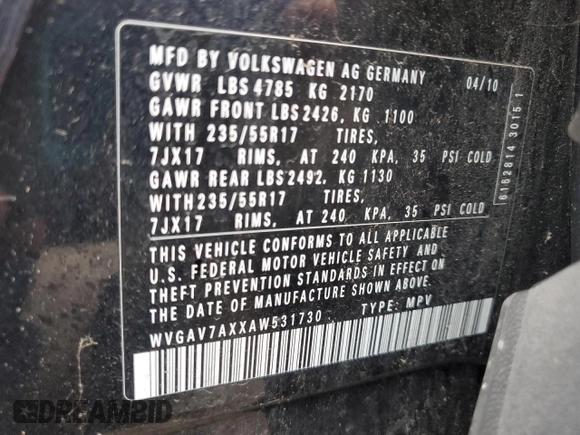 MFD BY VOLKSWAGEN AG GERMANY 04/10
GVWR LBS 4785 KG 2170
GAWR FRONT LBS 2426, KG 1100
WITH 235/55R17 TIRES,
7JX17 RIMS, AT 240 KPA, 35 PSI COLD
GAWR REAR LBS 2492, KG 1130
WITH 235/55R17 TIRES,
7JX17 RIMS, AT 240 KPA, 35 PSI COLD
THIS VEHICLE CONFORMS TO ALL APPLICABLE
U.S. FEDERAL MOTOR VEHICLE SAFETY AND
THEFT PREVENTION STANDARDS IN EFFECT ON
THE DATE OF MANUFACTURE SHOWN ABOVE.
WVGAV7AXXAW531730 TYPE: MPV
6162814 3015 1
DREAMBID